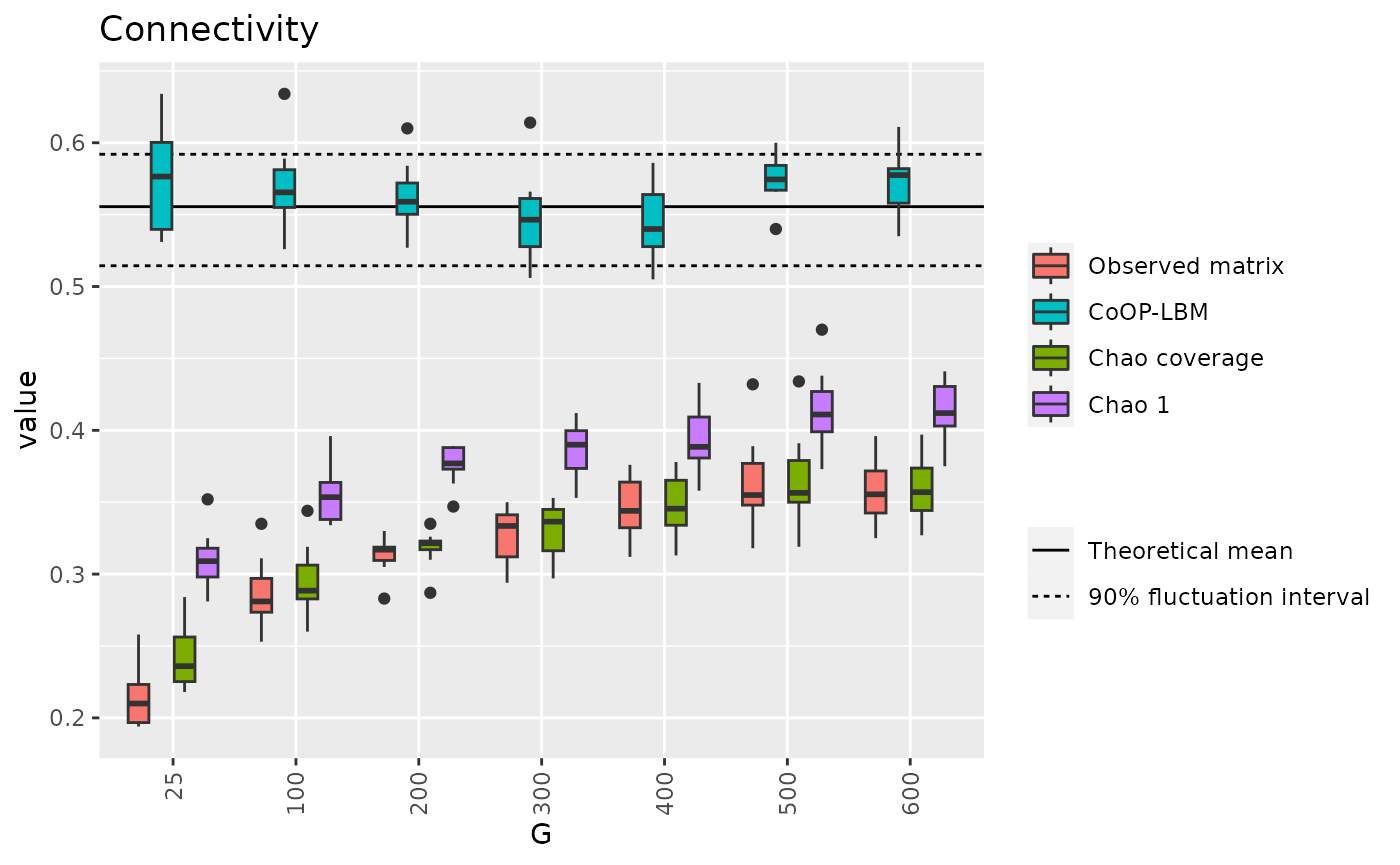 Connectivity
value
0.6
0.5
0.4
0.3
0.2
25
100
200
300
400
500
600
G
Observed matrix
CoOP-LBM
Chao coverage
Chao 1
Theoretical mean
90% fluctuation interval